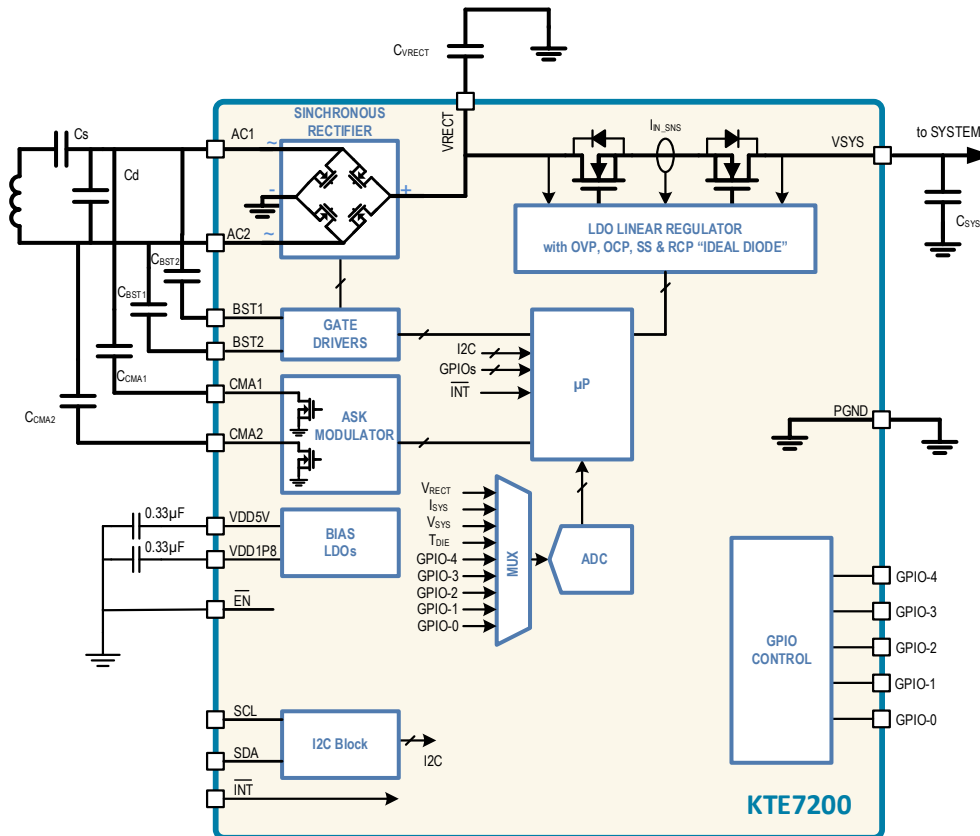 CVRECT
SINCHRONOUS
RECTIFIER
VRECT
IIN_SNS
VSYS
to SYSTEM
CSYS
Cs
Cd
AC1
~
-
+
~
AC2
LDO LINEAR REGULATOR
with OVP, OCP, SS & RCP “IDEAL DIODE”
CBST2
CBST1
BST1
BST2
GATE
DRIVERS
I2C
GPIOs
INT
µP
CCMA1
CCMA2
CMA1
CMA2
ASK
MODULATOR
PGND
0.33µF
VDD5V
0.33µF
VDD1P8
BIAS
LDOs
EN
VRECT
ISYS
VSYS
TDIE
GPIO-4
GPIO-3
GPIO-2
GPIO-1
GPIO-0
MUX
ADC
GPIO
CONTROL
GPIO-4
GPIO-3
GPIO-2
GPIO-1
GPIO-0
SCL
SDA
I2C Block
I2C
INT
KTE7200